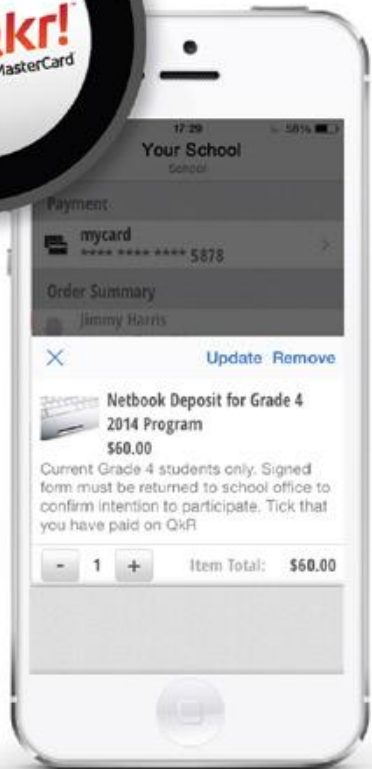 kr!
MasterCard
17:29 58%
Your School
School
Payment
mycard
**** **** **** 5878
Order Summary
Jimmy Harris
Update Remove
Netbook Deposit for Grade 4
2014 Program
$60.00
Current Grade 4 students only. Signed
form must be returned to school office to
confirm intention to participate. Tick that
you have paid on QkR
- 1 + Item Total: $60.00